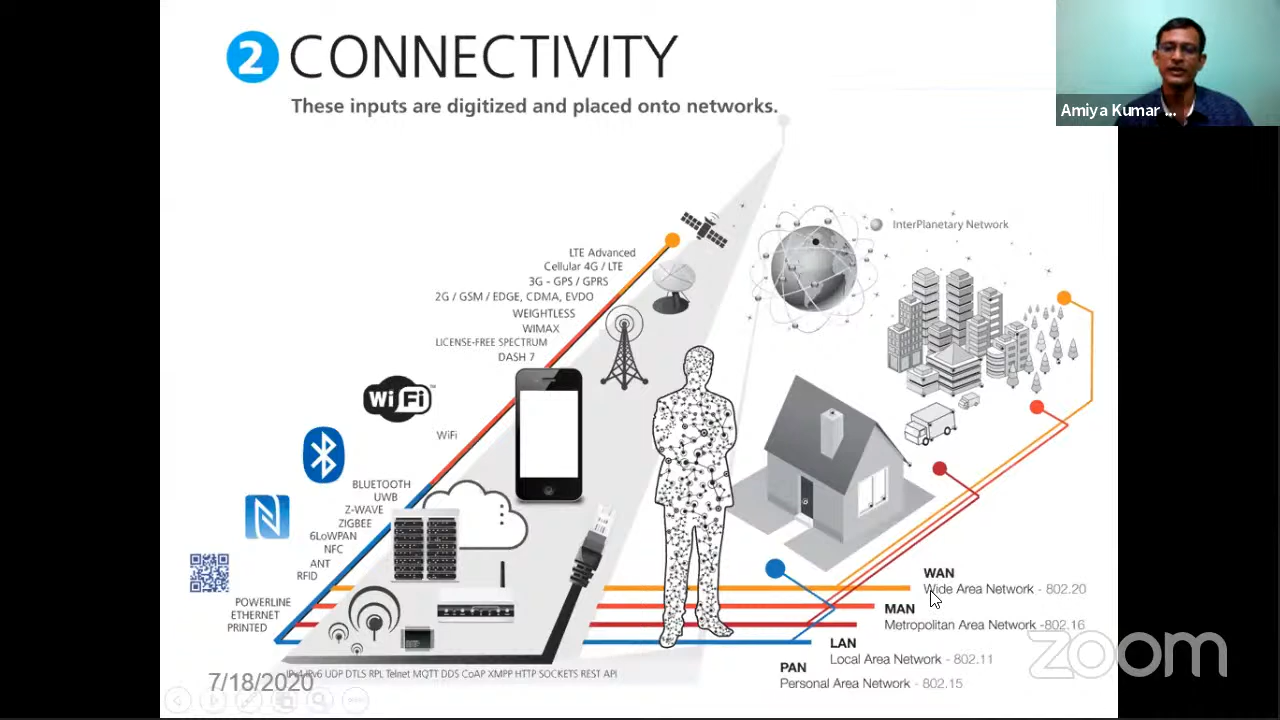 2 CONNECTIVITY
These inputs are digitized and placed onto networks.
Amiya Kumar ...
InterPlanetary Network
LTE Advanced
Cellular 4G / LTE
3G - GPS / GPRS
2G / GSM / EDGE, CDMA, EVDO
WEIGHTLESS
WIMAX
LICENSE-FREE SPECTRUM
DASH 7
WiFi
WiFi
BLUETOOTH
UWB
Z-WAVE
ZIGBEE
6LoWPAN
NFC
ANT
RFID
POWERLINE
ETHERNET
PRINTED
WAN
Wide Area Network - 802.20
MAN
Metropolitan Area Network -802.16
LAN
Local Area Network - 802.11
PAN
Personal Area Network - 802.15
IPv4 IPv6 UDP DTLS RPL Telnet MQTT DDS CoAP XMPP HTTP SOCKETS REST API
7/18/2020
zoom